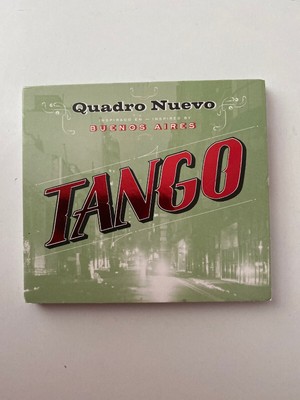 Quadro Nuevo
INSPIRADO EN — INSPIRED BY
BUENOS AIRES
TANGO